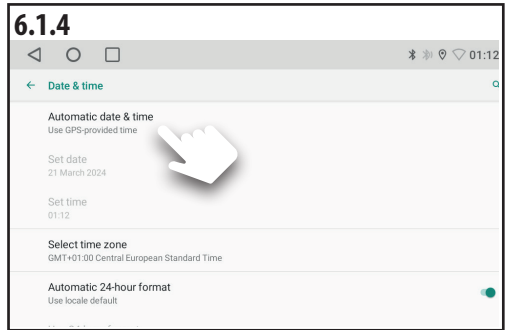 6.1.4
01:12
Date & time
Automatic date & time
Use GPS-provided time
Set date
21 March 2024
Set time
01:12
Select time zone
GMT+01:00 Central European Standard Time
Automatic 24-hour format
Use locale default